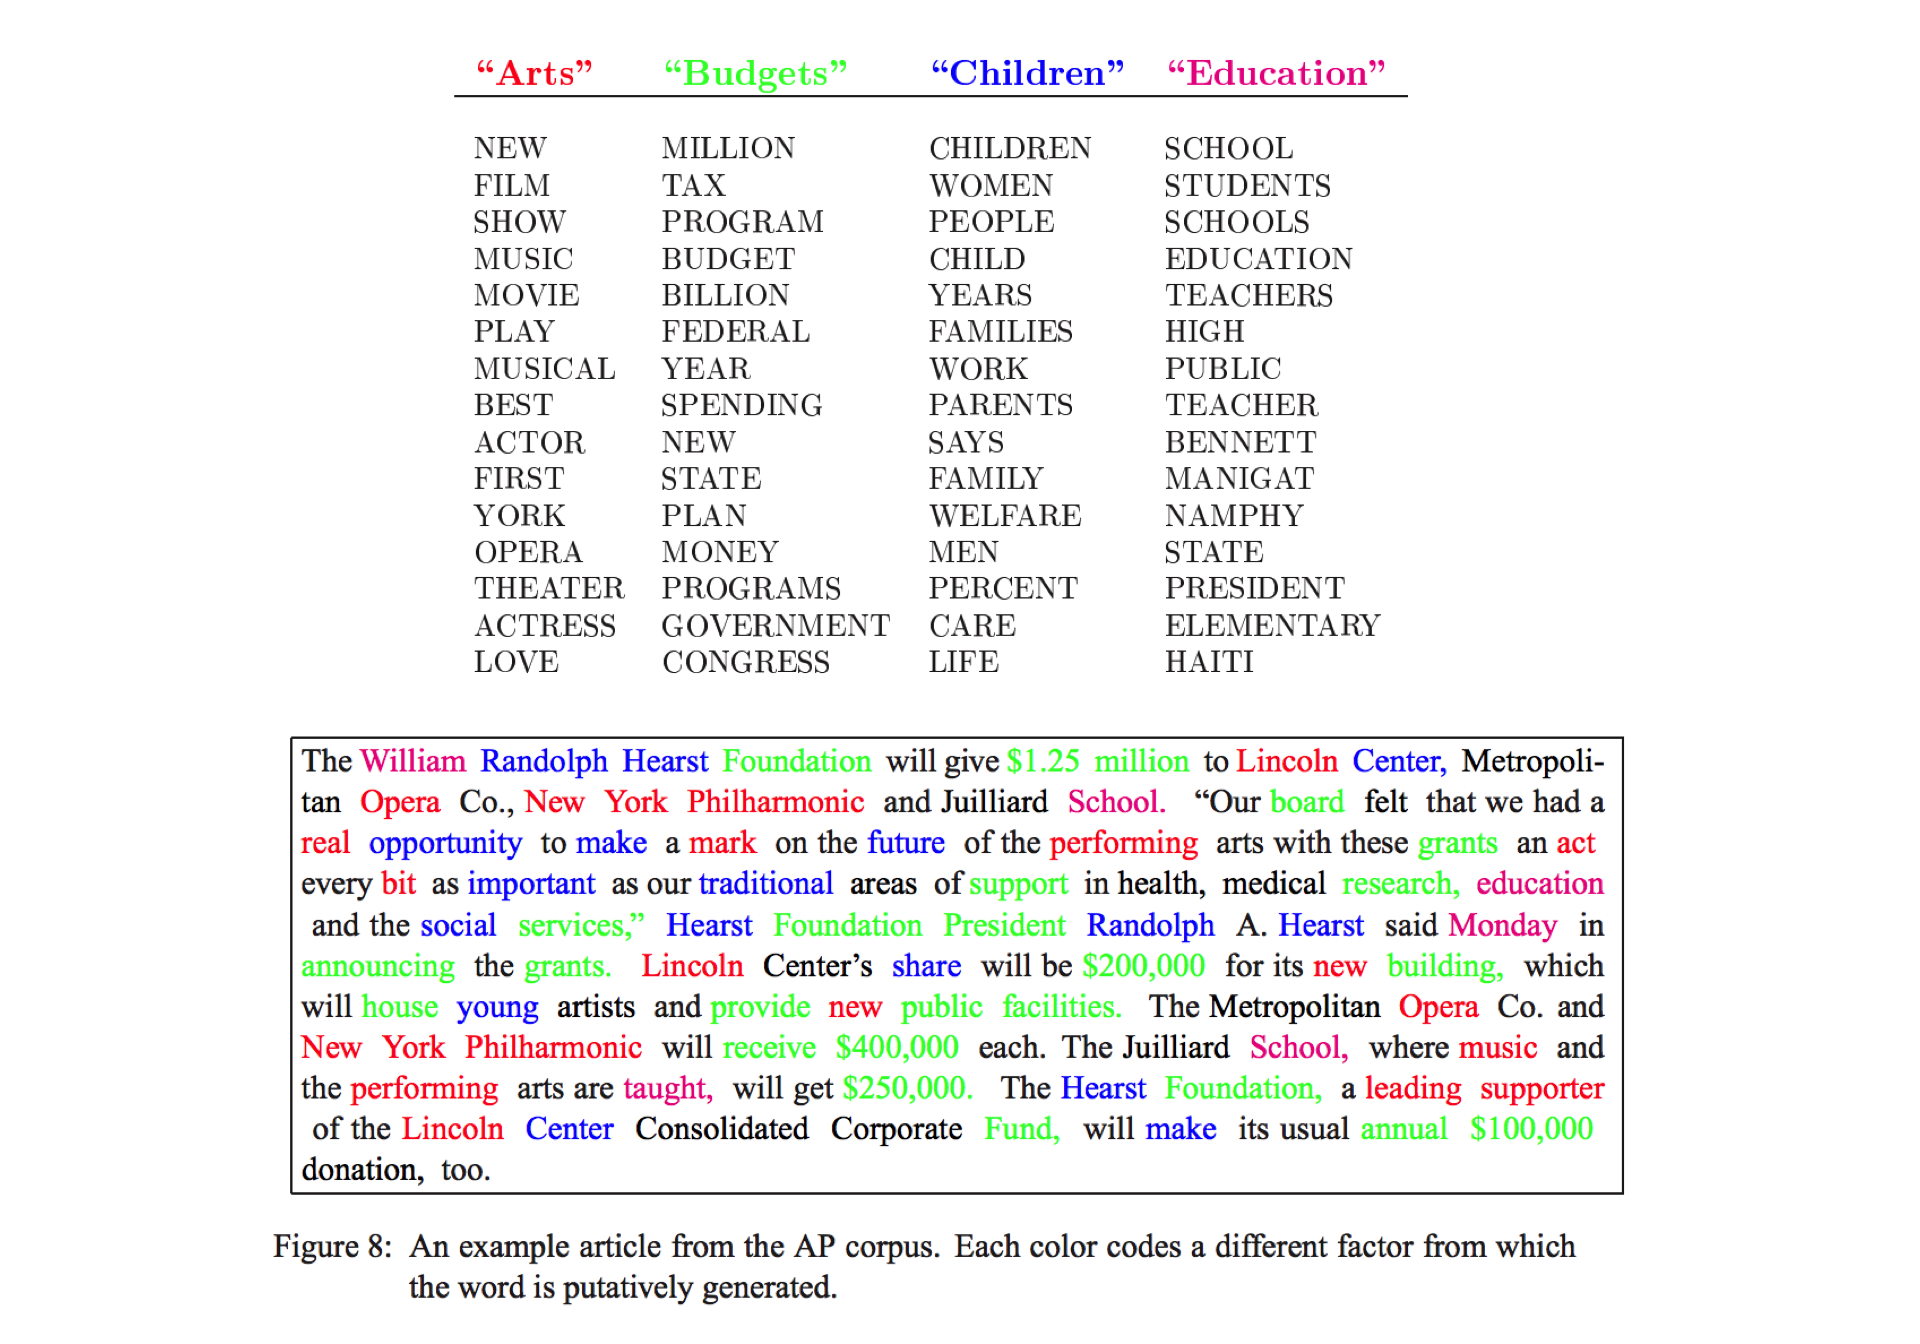 “Arts” “Budgets” “Children” “Education”
NEW MILLION CHILDREN SCHOOL
FILM TAX WOMEN STUDENTS
SHOW PROGRAM PEOPLE SCHOOLS
MUSIC BUDGET CHILD EDUCATION
MOVIE BILLION YEARS TEACHERS
PLAY FEDERAL FAMILIES HIGH
MUSICAL YEAR WORK PUBLIC
BEST SPENDING PARENTS TEACHER
ACTOR NEW SAYS BENNETT
FIRST STATE FAMILY MANIGAT
YORK PLAN WELFARE NAMPHY
OPERA MONEY MEN STATE
THEATER PROGRAMS PERCENT PRESIDENT
ACTRESS GOVERNMENT CARE ELEMENTARY
LOVE CONGRESS LIFE HAITI
The William Randolph Hearst Foundation will give $1.25 million to Lincoln Center, Metropoli-
tan Opera Co., New York Philharmonic and Juilliard School. “Our board felt that we had a
real opportunity to make a mark on the future of the performing arts with these grants an act
every bit as important as our traditional areas of support in health, medical research, education
and the social services,” Hearst Foundation President Randolph A. Hearst said Monday in
announcing the grants. Lincoln Center’s share will be $200,000 for its new building, which
will house young artists and provide new public facilities. The Metropolitan Opera Co. and
New York Philharmonic will receive $400,000 each. The Juilliard School, where music and
the performing arts are taught, will get $250,000. The Hearst Foundation, a leading supporter
of the Lincoln Center Consolidated Corporate Fund, will make its usual annual $100,000
donation, too.
Figure 8: An example article from the AP corpus. Each color codes a different factor from which
the word is putatively generated.